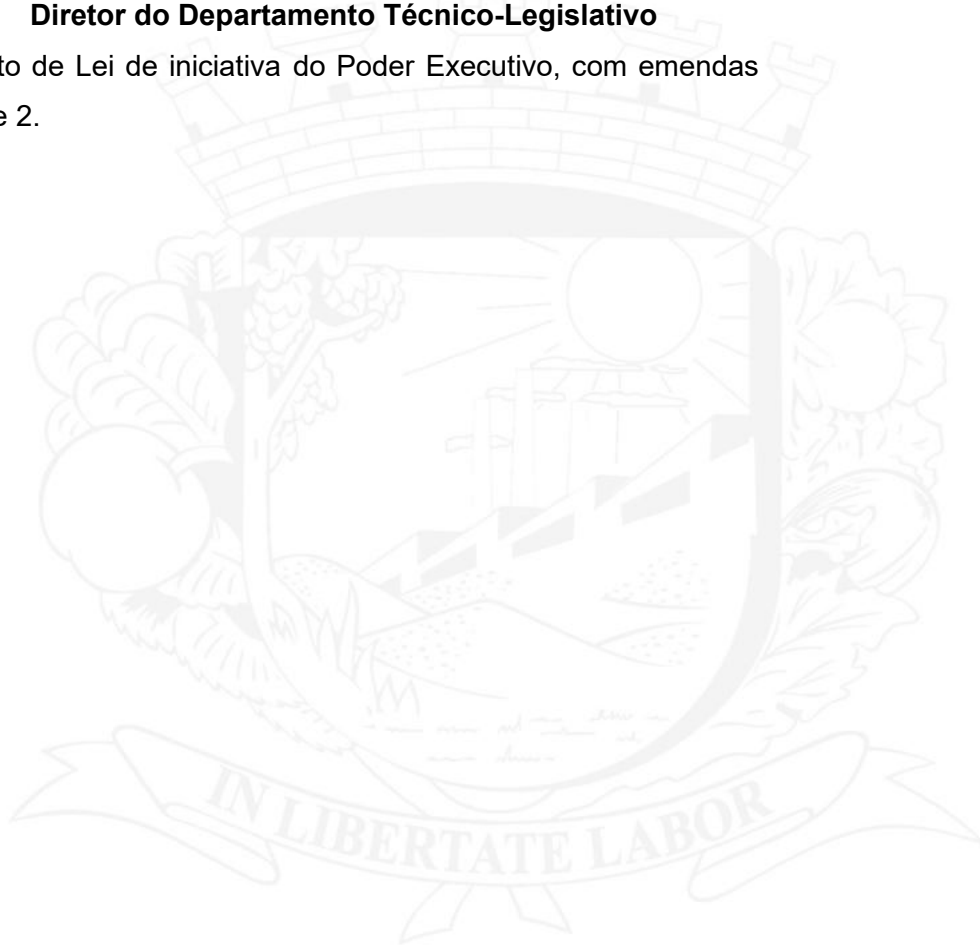 Diretor do Departamento Técnico-Legislativo
to de Lei de iniciativa do Poder Executivo, com emendas
e 2.
IN LIBERTATE LABOR